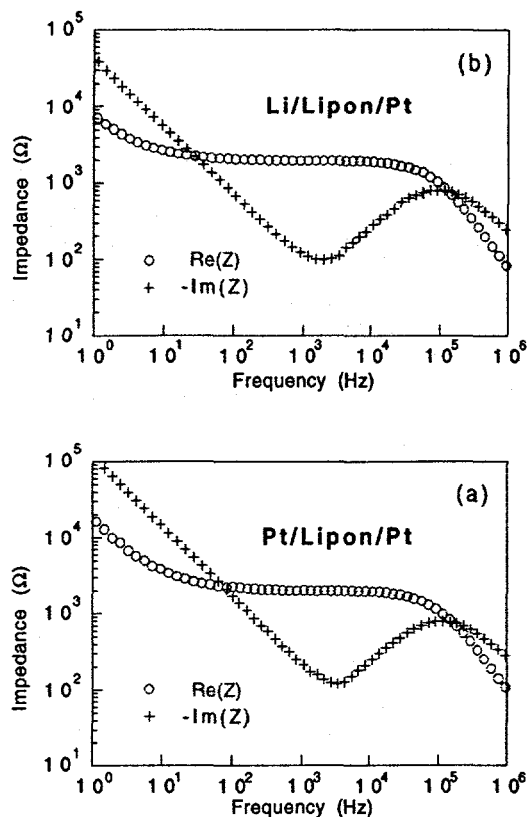 10^5
(b)
10^4
Li/Lipon/Pt
10^3
10^2
Re(Z)
-Im(Z)
10^1
Impedance (Ω)
10^0 10^1 10^2 10^3 10^4 10^5 10^6
Frequency (Hz)
10^5
(a)
10^4
Pt/Lipon/Pt
10^3
10^2
Re(Z)
-Im(Z)
10^1
Impedance (Ω)
10^0 10^1 10^2 10^3 10^4 10^5 10^6
Frequency (Hz)